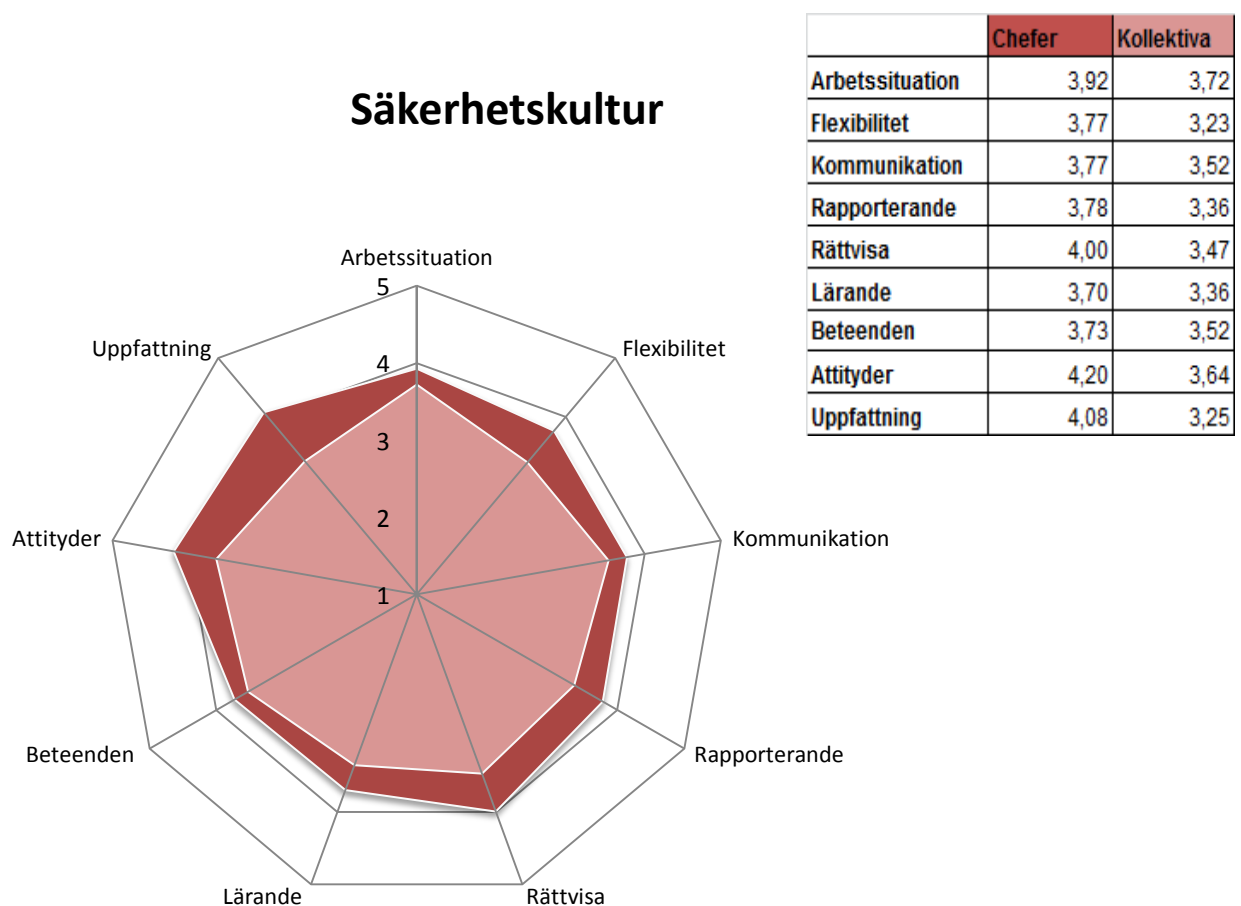 Säkerhetskultur
Chefer Kollektiva
Arbetssituation 3,92 3,72
Flexibilitet 3,77 3,23
Kommunikation 3,77 3,52
Rapporterande 3,78 3,36
Rättvisa 4,00 3,47
Lärande 3,70 3,36
Beteenden 3,73 3,52
Attityder 4,20 3,64
Uppfattning 4,08 3,25
Arbetssituation
5
Uppfattning
Flexibilitet
4
3
2
Attityder
Kommunikation
1
Beteenden
Rapporterande
Lärande
Rättvisa